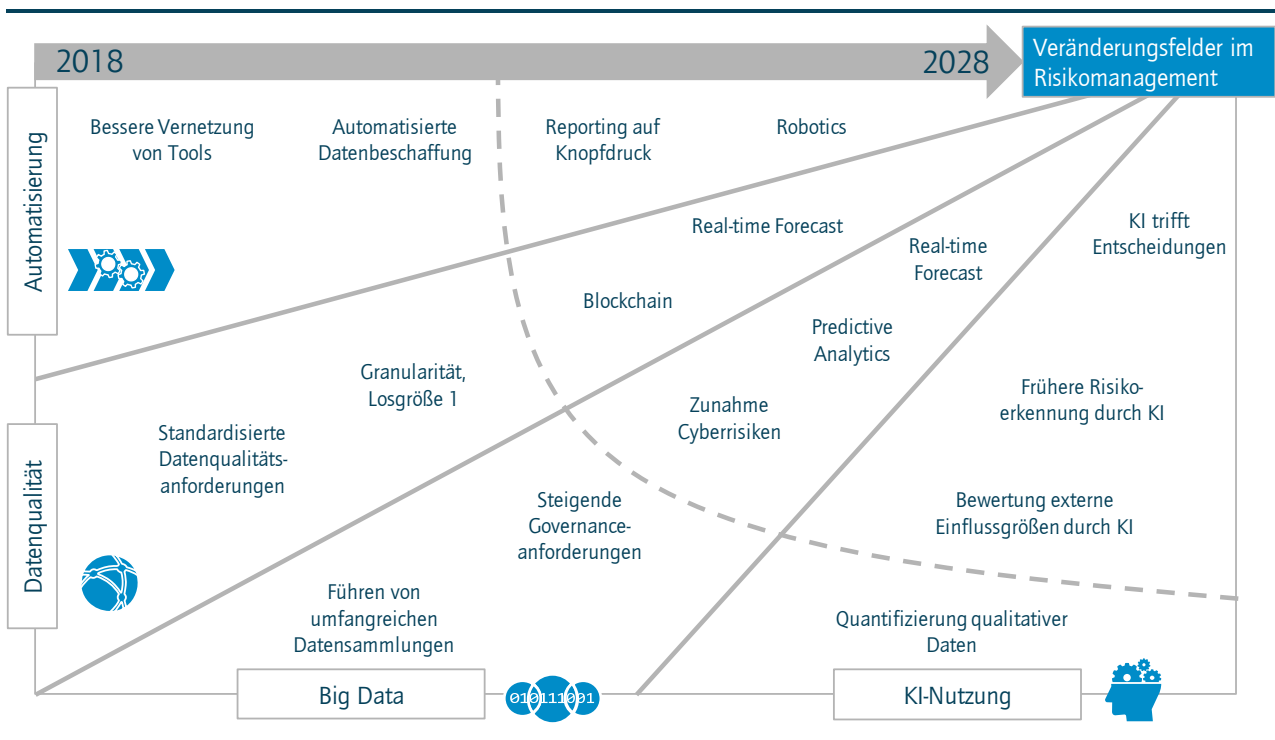 2018
2028
Veränderungsfelder im
Risikomanagement
Automatisierung
Bessere Vernetzung
von Tools
Automatisierte
Datenbeschaffung
Reporting auf
Knopfdruck
Robotics
Datenqualität
Standardisierte
Datenqualitäts-
anforderungen
Granularität,
Losgröße 1
Blockchain
Real-time Forecast
Big Data
010111001
Führen von
umfangreichen
Datensammlungen
Steigende
Governance-
anforderungen
Zunahme
Cyberrisiken
Predictive
Analytics
Real-time
Forecast
KI-Nutzung
Quantifizierung qualitativer
Daten
Bewertung externe
Einflussgrößen durch KI
Frühere Risiko-
erkennung durch KI
KI trifft
Entscheidungen